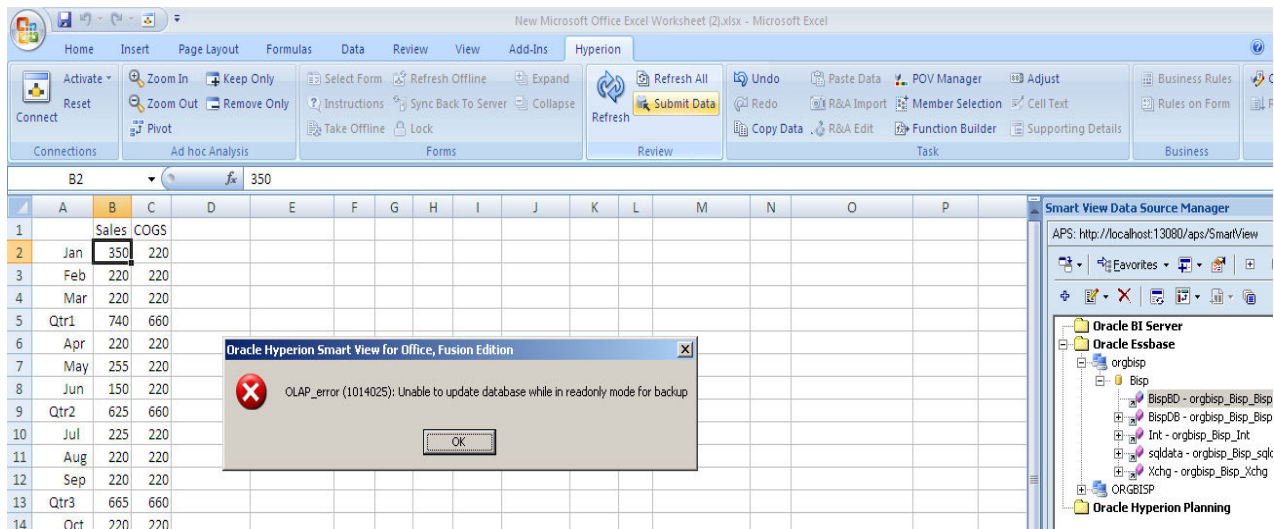 New Microsoft Office Excel Worksheet (2).xlsx - Microsoft Excel
Home Insert Page Layout Formulas Data Review View Add-Ins Hyperion
Activate Zoom In Keep Only Select Form Refresh Offline Expand Refresh All Undo Paste Data POV Manager Adjust Business Rules
Reset Zoom Out Remove Only Instructions Sync Back To Server Collapse Submit Data Redo R&A Import Member Selection Cell Text Rules on Form
Connect Refresh
Pivot Take Offline Lock Copy Data R&A Edit Function Builder Supporting Details
Connections Ad hoc Analysis Forms Review Task Business
B2 fx 350
A B C D E F G H I J K L M N O P
Smart View Data Source Manager
1 Sales COGS
APS: http://localhost:13080/aps/SmartView
2 Jan 350 220
3 Feb 220 220
Favorites
4 Mar 220 220
5 Qtr1 740 660
Oracle BI Server
6 Apr 220 220
Oracle Essbase
Oracle Hyperion Smart View for Office, Fusion Edition
7 May 255 220
orgbisp
Bisp
8 Jun 150 220
OLAP_error (1014025): Unable to update database while in readonly mode for backup
BispBD - orgbisp_Bisp_Bisp
9 Qtr2 625 660
BispDB - orgbisp_Bisp_Bisp
10 Jul 225 220
OK
Int - orgbisp_Bisp_Int
11 Aug 220 220
sqldata - orgbisp_Bisp_sqld
12 Sep 220 220
Xchg - orgbisp_Bisp_Xchg
13 Qtr3 665 660
ORGBISP
Oracle Hyperion Planning
14 Oct 220 220